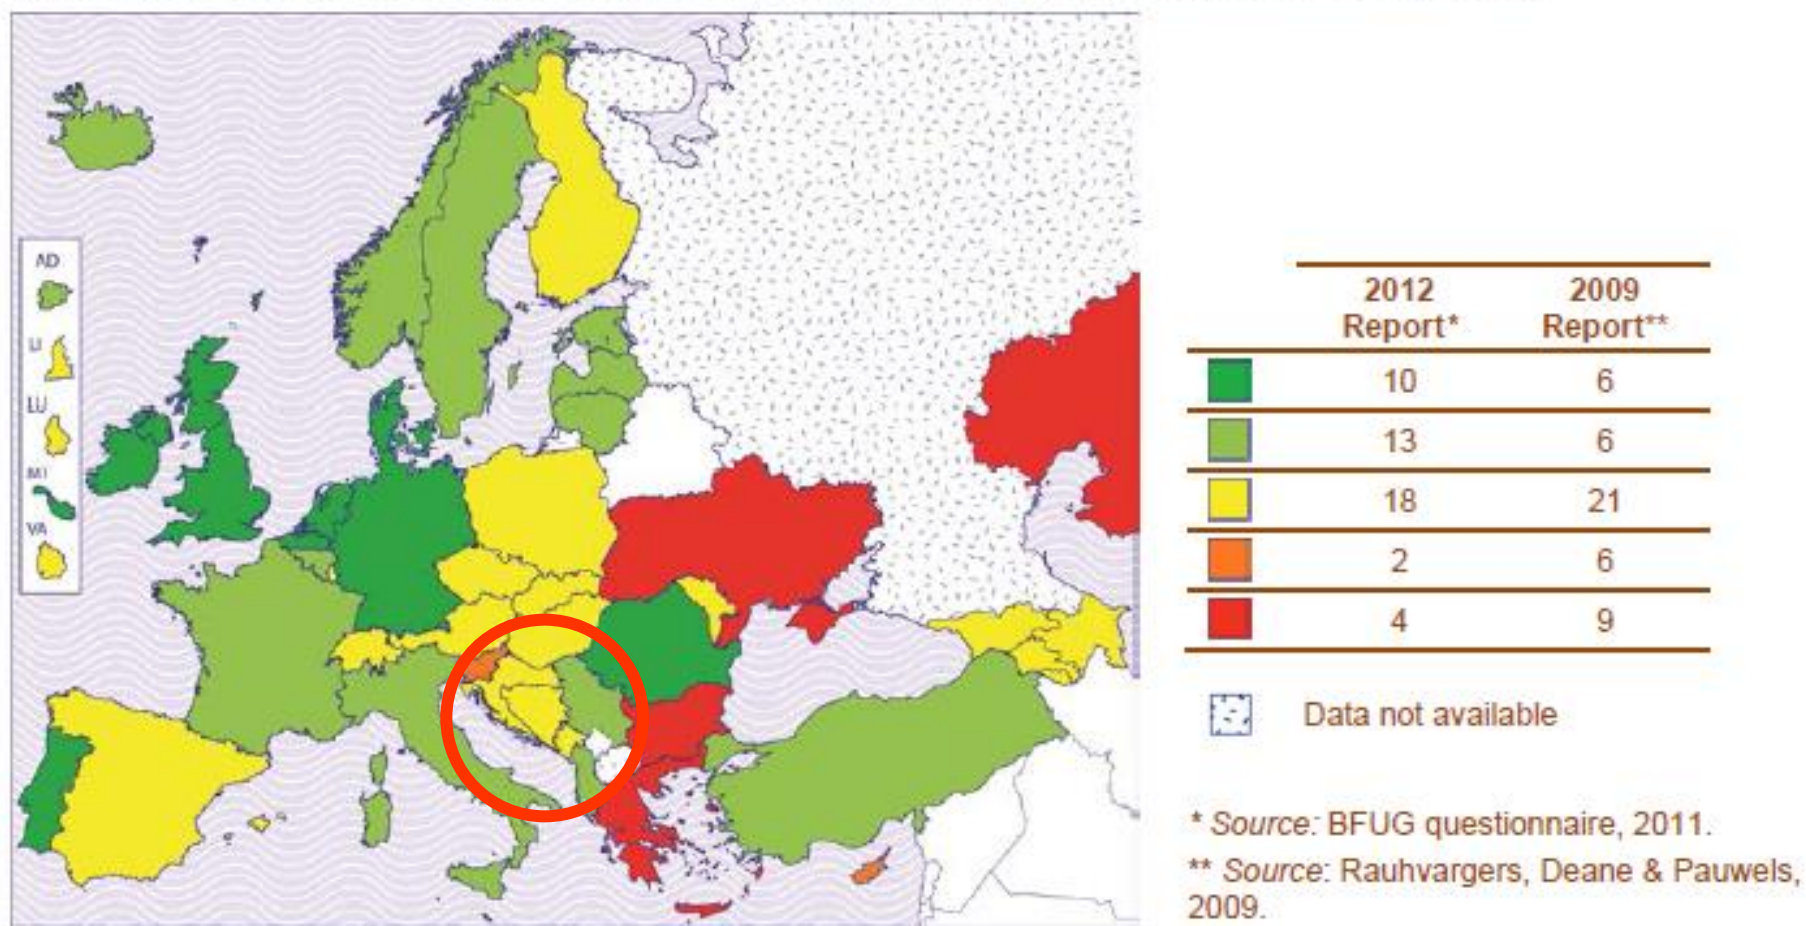 AD
LI
LU
MT
VA
2012 Report*
2009 Report**
10 6
13 6
18 21
2 6
4 9
Data not available
* Source: BFUG questionnaire, 2011.
** Source: Rauhvargers, Deane & Pauwels,
2009.